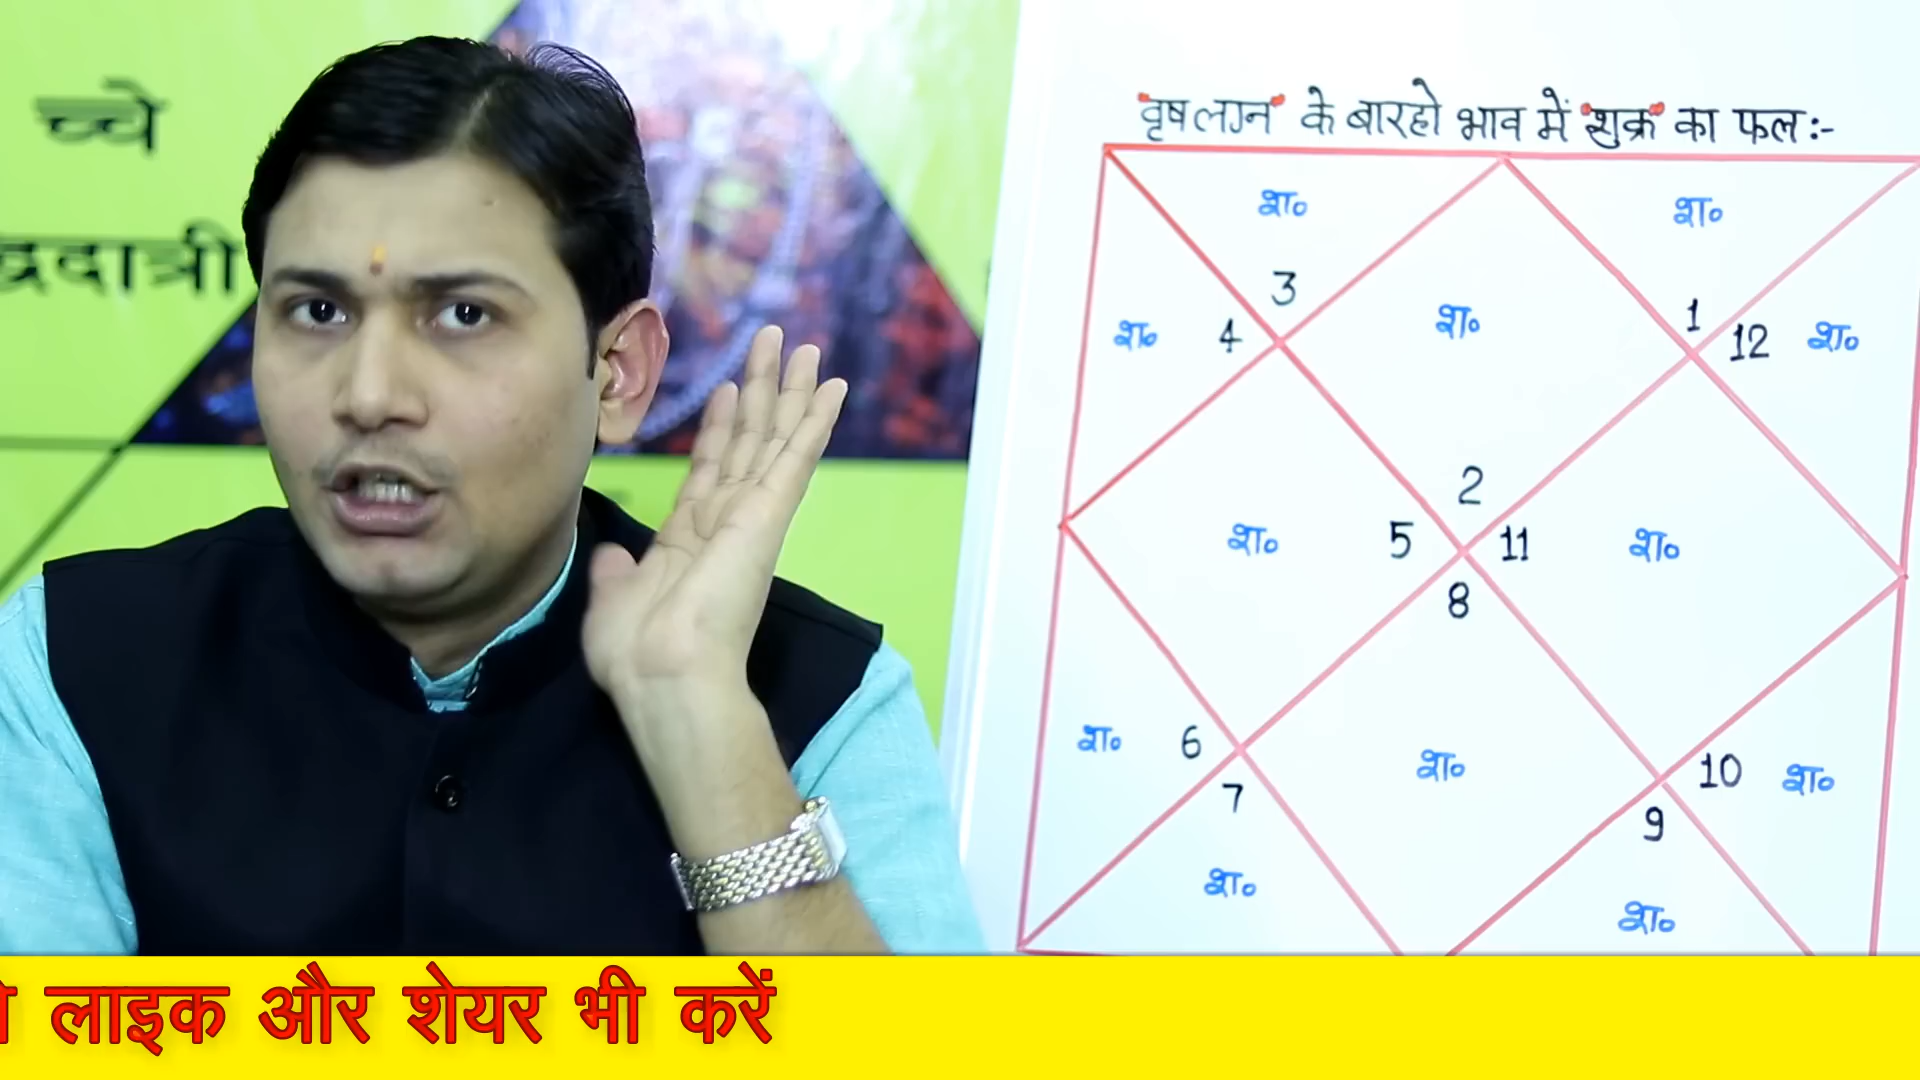 च्चे
द्रदात्री
"वृष लग्न" के बारहो भाव में "शुक्र" का फल :-
शु०
शु०
3
1
शु०
4
शु०
12
शु०
2
शु०
5
11
शु०
8
शु०
6
शु०
10
शु०
7
9
शु०
शु०
लाइक और शेयर भी करें